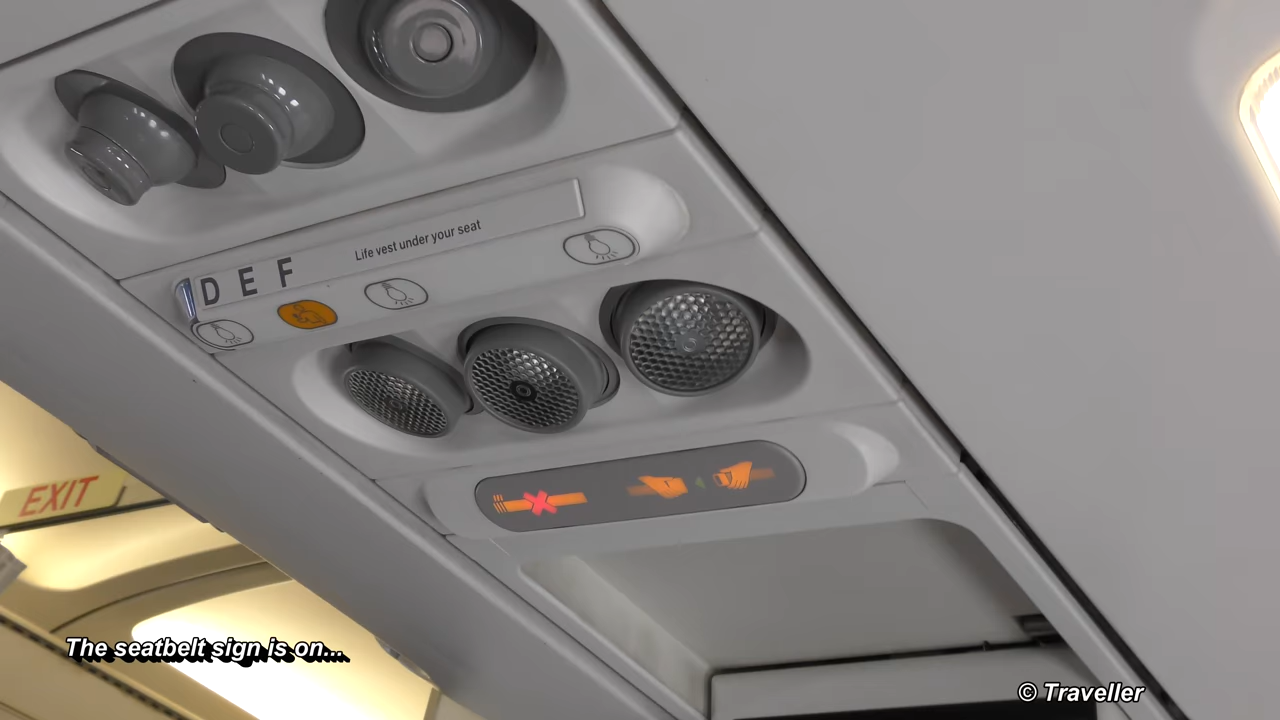 D E F
Life vest under your seat
EXIT
The seatbelt sign is on...
© Traveller